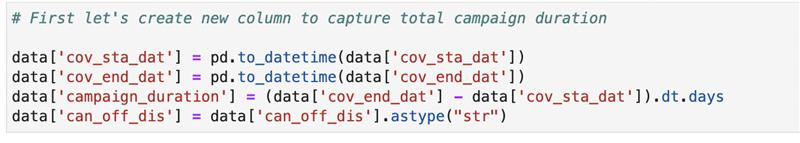 # First let's create new column to capture total campaign duration
data['cov_sta_dat'] = pd.to_datetime(data['cov_sta_dat'])
data['cov_end_dat'] = pd.to_datetime(data['cov_end_dat'])
data['campaign_duration'] = (data['cov_end_dat'] - data['cov_sta_dat']).dt.days
data['can_off_dis'] = data['can_off_dis'].astype("str")